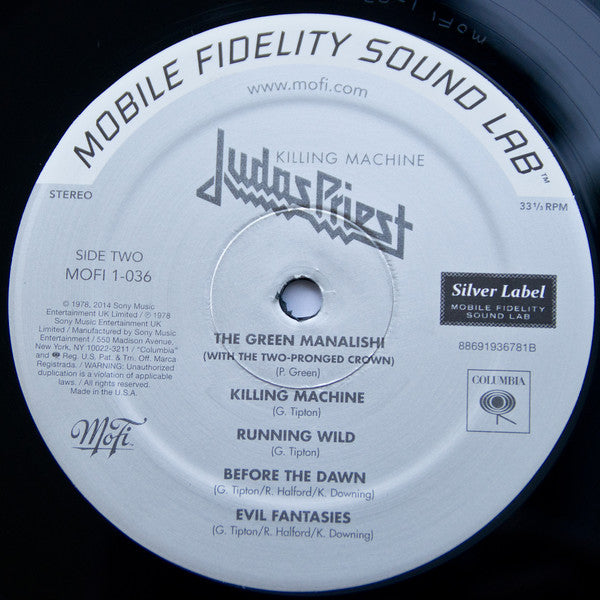 MOBILE FIDELITY SOUND LAB™
www.mofi.com
KILLING MACHINE
Judas Priest
STEREO
33 1/3 RPM
SIDE TWO
MOFI 1-036
© 1978, 2014 Sony Music
Entertainment UK Limited / ℗ 1978
Sony Music Entertainment UK
Limited / Manufactured by Sony Music
Entertainment / 550 Madison Avenue,
New York, NY 10022-3211 / "Columbia"
and Reg. U.S. Pat. & Tm. Off. Marca
Registrada. / WARNING: Unauthorized
duplication is a violation of applicable
laws. / All rights reserved.
Made in the U.S.A.
MoFi
Silver Label
MOBILE FIDELITY
SOUND LAB
88691936781B
COLUMBIA
THE GREEN MANALISHI
(WITH THE TWO-PRONGED CROWN)
(P. Green)
KILLING MACHINE
(G. Tipton)
RUNNING WILD
(G. Tipton)
BEFORE THE DAWN
(G. Tipton/R. Halford/K. Downing)
EVIL FANTASIES
(G. Tipton/R. Halford/K. Downing)